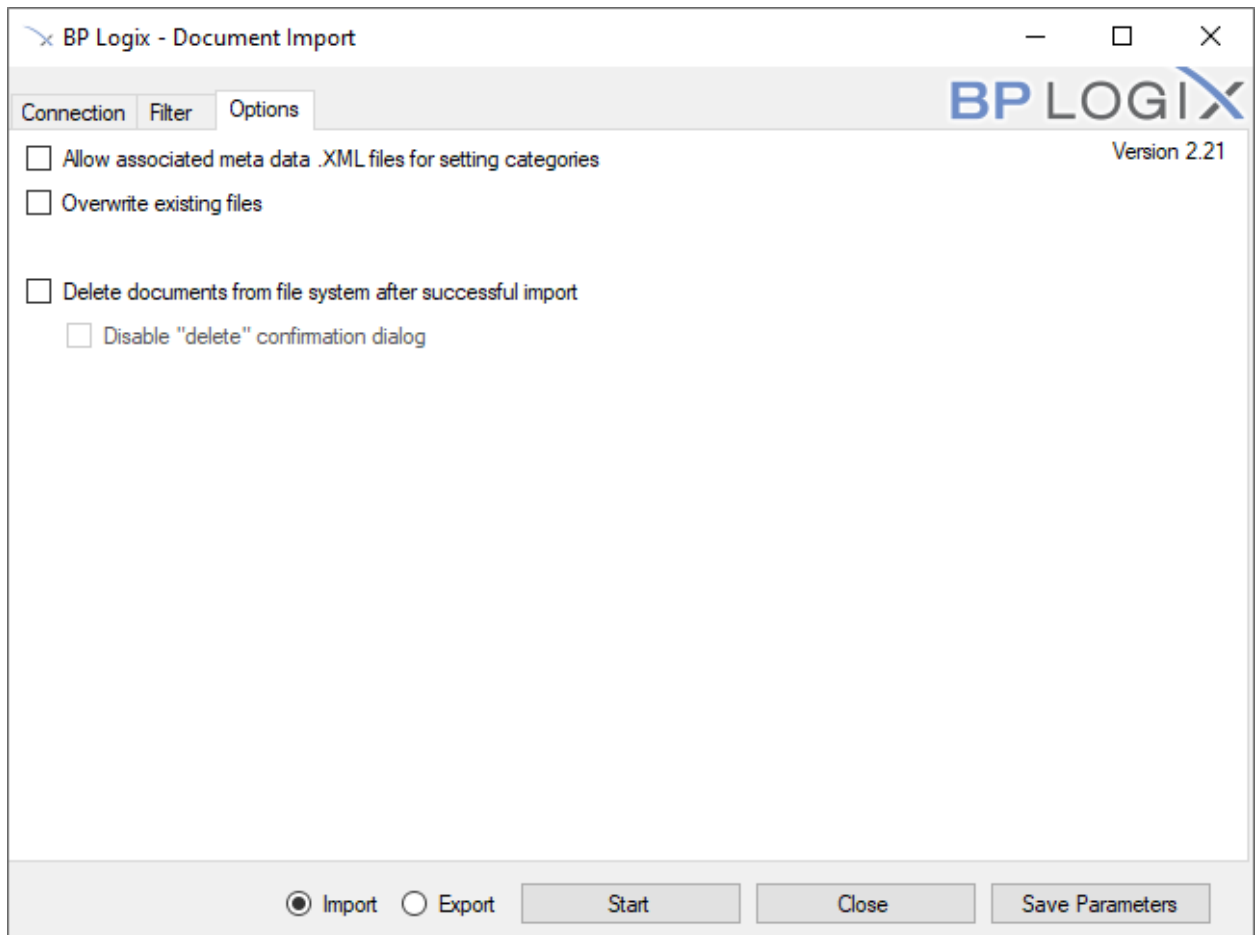 BP Logix - Document Import
Connection Filter Options
BP LOGIX
Version 2.21
Allow associated meta data .XML files for setting categories
Overwrite existing files
Delete documents from file system after successful import
Disable "delete" confirmation dialog
Import Export Start Close Save Parameters